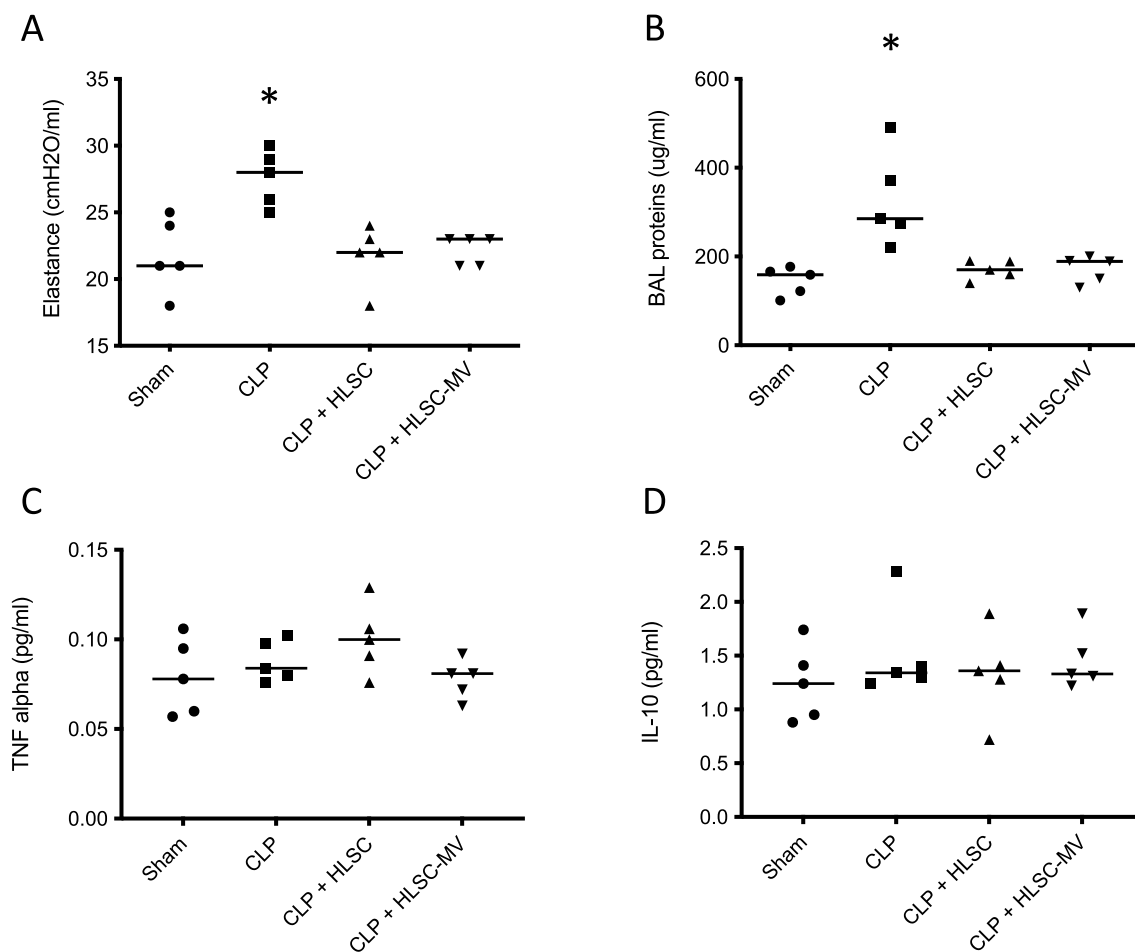 A
Elastance (cmH2O/ml)
35
30
25
20
15
*
Sham
CLP
CLP + HLSC
CLP + HLSC-MV
B
BAL proteins (ug/ml)
600
400
200
0
*
Sham
CLP
CLP + HLSC
CLP + HLSC-MV
C
TNF alpha (pg/ml)
0.15
0.10
0.05
0.00
Sham
CLP
CLP + HLSC
CLP + HLSC-MV
D
IL-10 (pg/ml)
2.5
2.0
1.5
1.0
0.5
0.0
Sham
CLP
CLP + HLSC
CLP + HLSC-MV